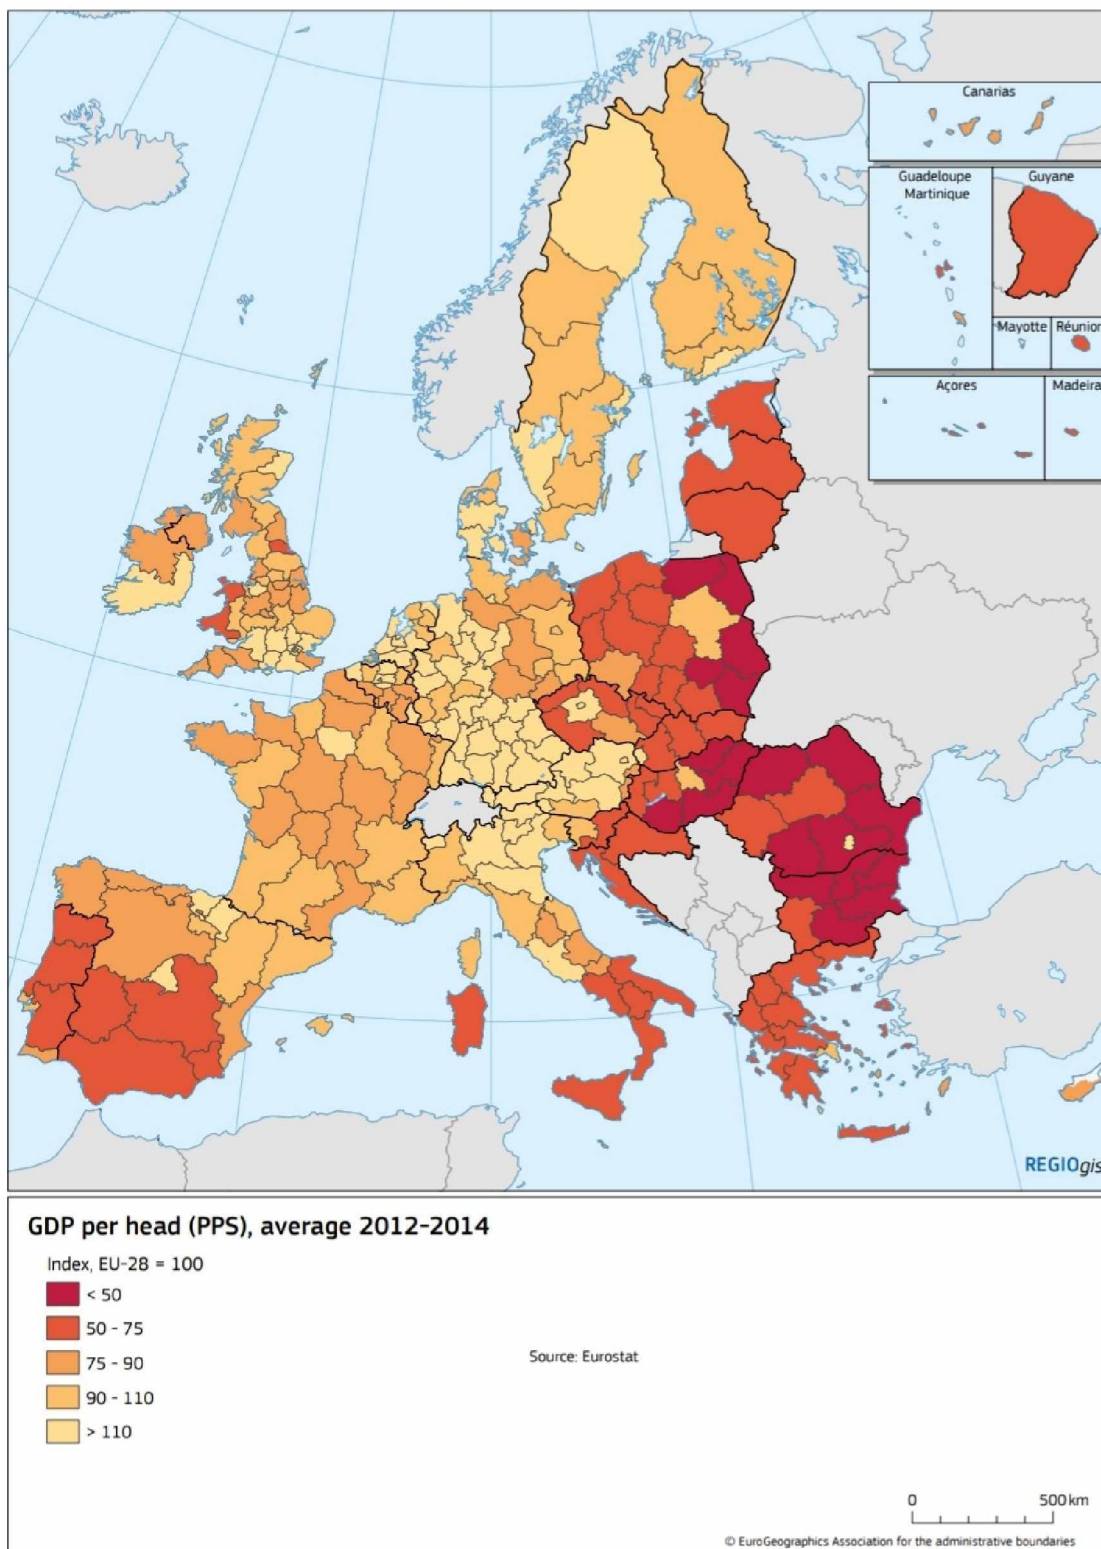 Canarias
Guadeloupe
Martinique
Guyane
Mayotte
Réunion
Açores
Madeira
REGIOgis
GDP per head (PPS), average 2012-2014
Index, EU-28 = 100
< 50
50 - 75
75 - 90
90 - 110
> 110
Source: Eurostat
0 500 km
© EuroGeographics Association for the administrative boundaries